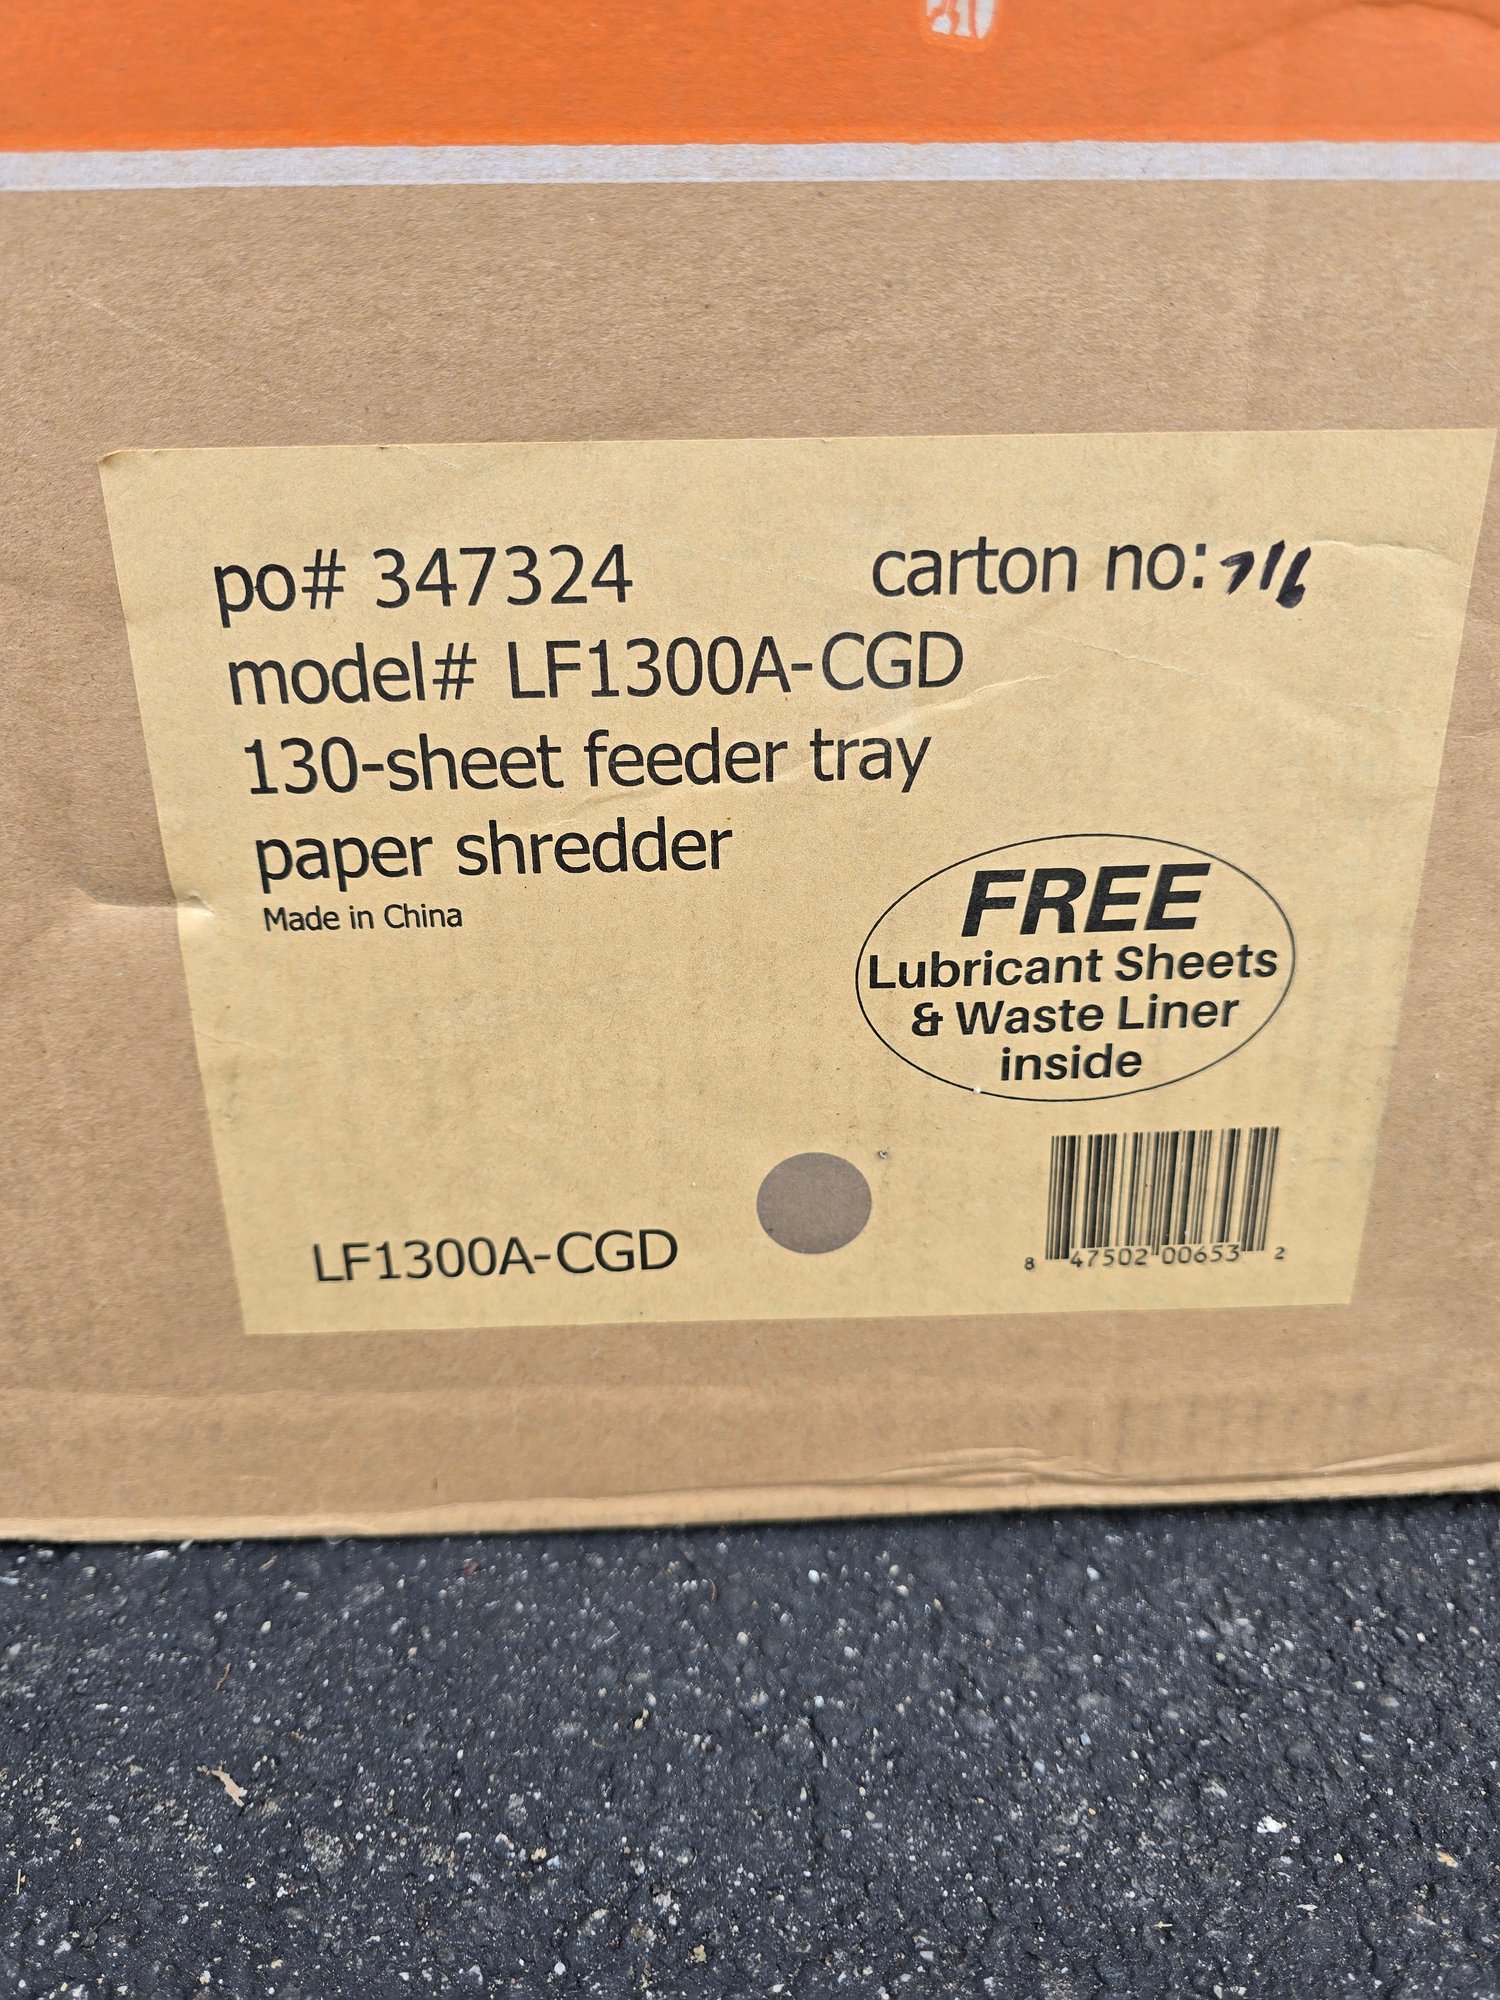 po# 347324 carton no: 716
model# LF1300A-CGD
130-sheet feeder tray
paper shredder
Made in China
FREE
Lubricant Sheets
& Waste Liner
inside
LF1300A-CGD
8 47502 00653 2